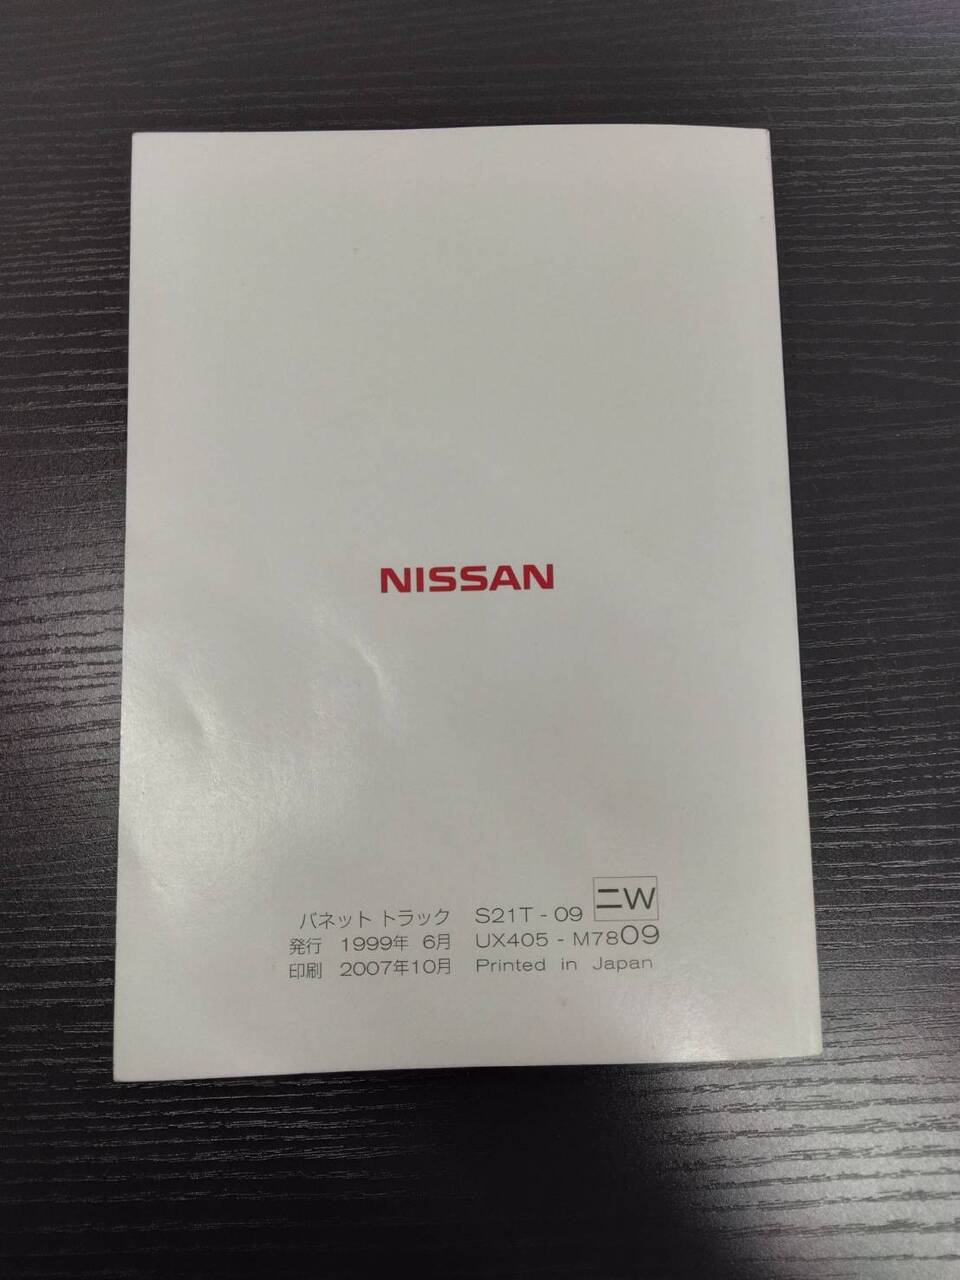 NISSAN
バネット トラック S21T - 09 ニW
発行 1999年 6月 UX405 - M7809
印刷 2007年10月 Printed in Japan